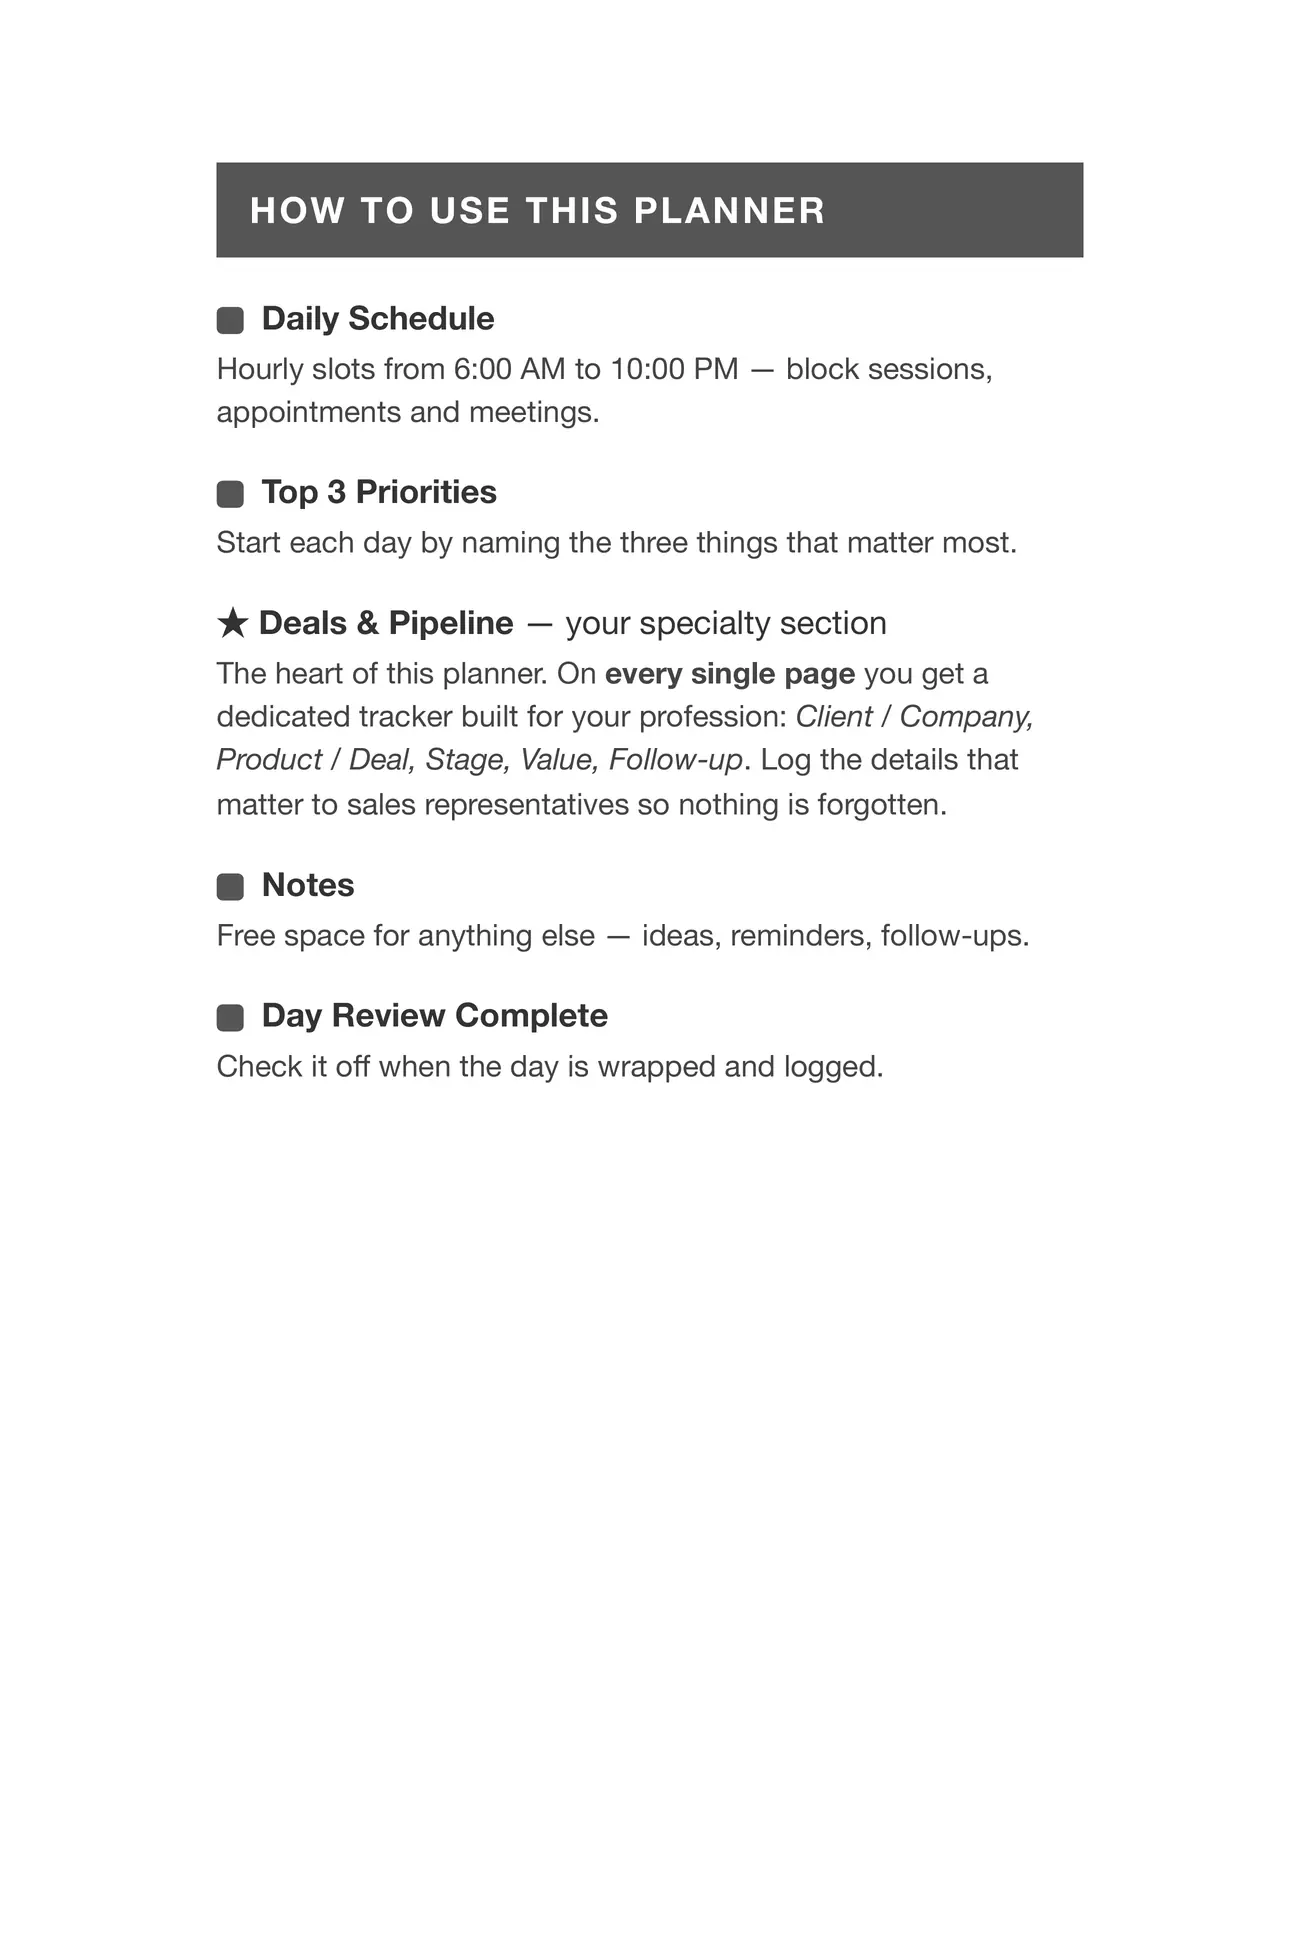 HOW TO USE THIS PLANNER
Daily Schedule
Hourly slots from 6:00 AM to 10:00 PM — block sessions,
appointments and meetings.
Top 3 Priorities
Start each day by naming the three things that matter most.
★ Deals & Pipeline — your specialty section
The heart of this planner. On every single page you get a
dedicated tracker built for your profession: Client / Company,
Product / Deal, Stage, Value, Follow-up. Log the details that
matter to sales representatives so nothing is forgotten.
Notes
Free space for anything else — ideas, reminders, follow-ups.
Day Review Complete
Check it off when the day is wrapped and logged.